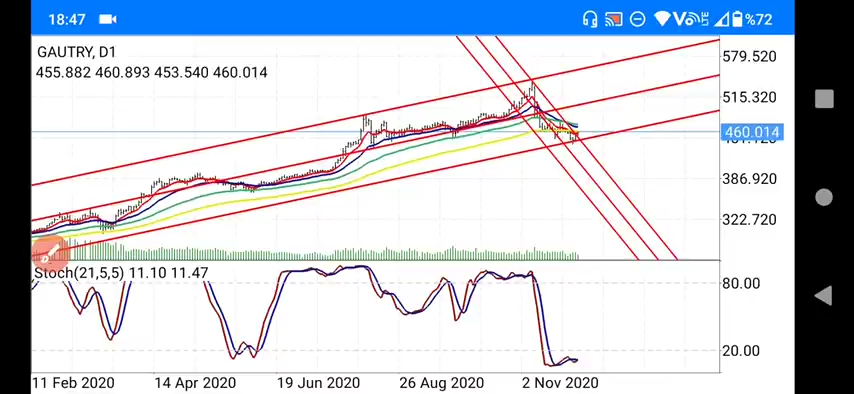 18:47 %72
GAUTRY, D1
455.882 460.893 453.540 460.014
579.520
515.320
460.014
386.920
322.720
Stoch(21,5,5) 11.10 11.47
80.00
20.00
11 Feb 2020 14 Apr 2020 19 Jun 2020 26 Aug 2020 2 Nov 2020